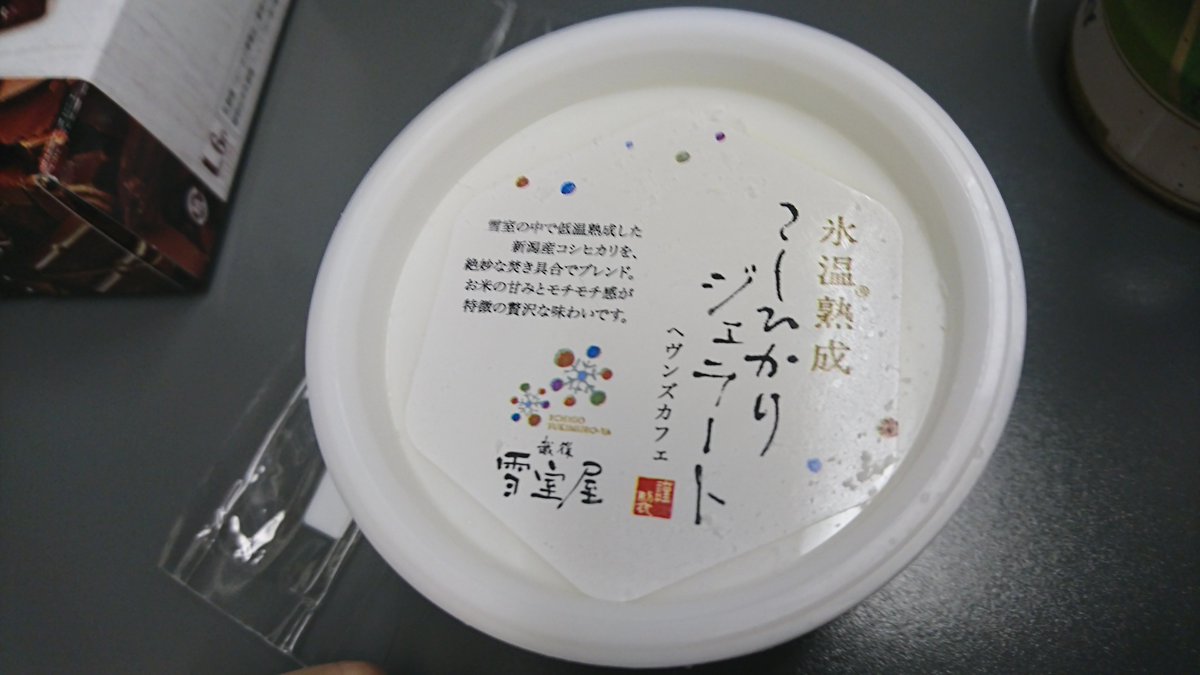 氷温®熟成
こしひかり
ジェラート
ヘヴンズカフェ
謹製
雪室の中で低温熟成した
新潟産コシヒカリを、
絶妙な焚き具合でブレンド。
お米の甘みとモチモチ感が
特徴の贅沢な味わいです。
ECHIGO
YUKIMURO-YA
越後
雪室屋